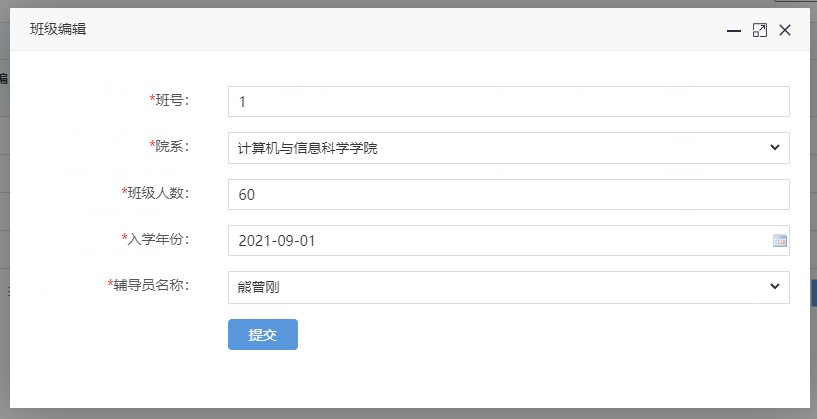 班级编辑
编
*班号：
1
*院系：
计算机与信息科学学院
*班级人数：
60
*入学年份：
2021-09-01
*辅导员名称：
熊曾刚
提交